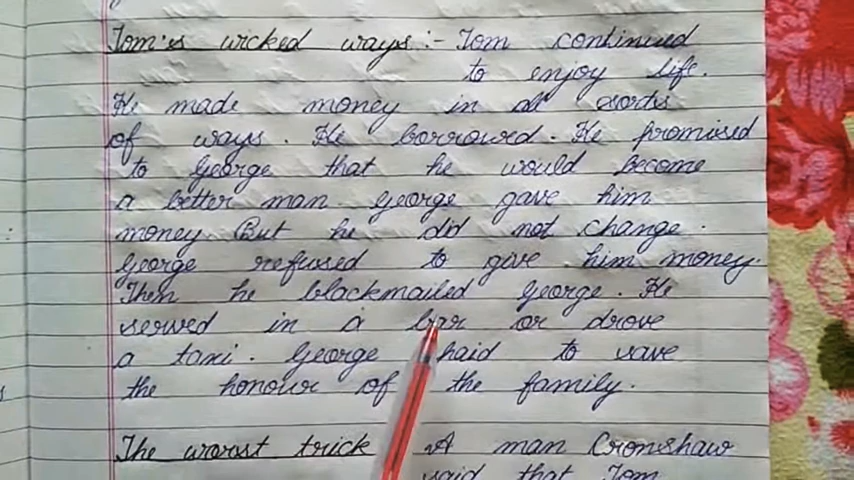 Tom's wicked ways :- Tom continued
to enjoy life.
He made money in all sorts
of ways. He borrowed. He promised
to George that he would become
a better man. George gave him
money. But he did not change.
George refused to give him money.
Then he blackmailed George. He
served in a bar or drove
a taxi. George paid to save
the honour of the family.
The worst trick A man Cronshaw
said that Tom